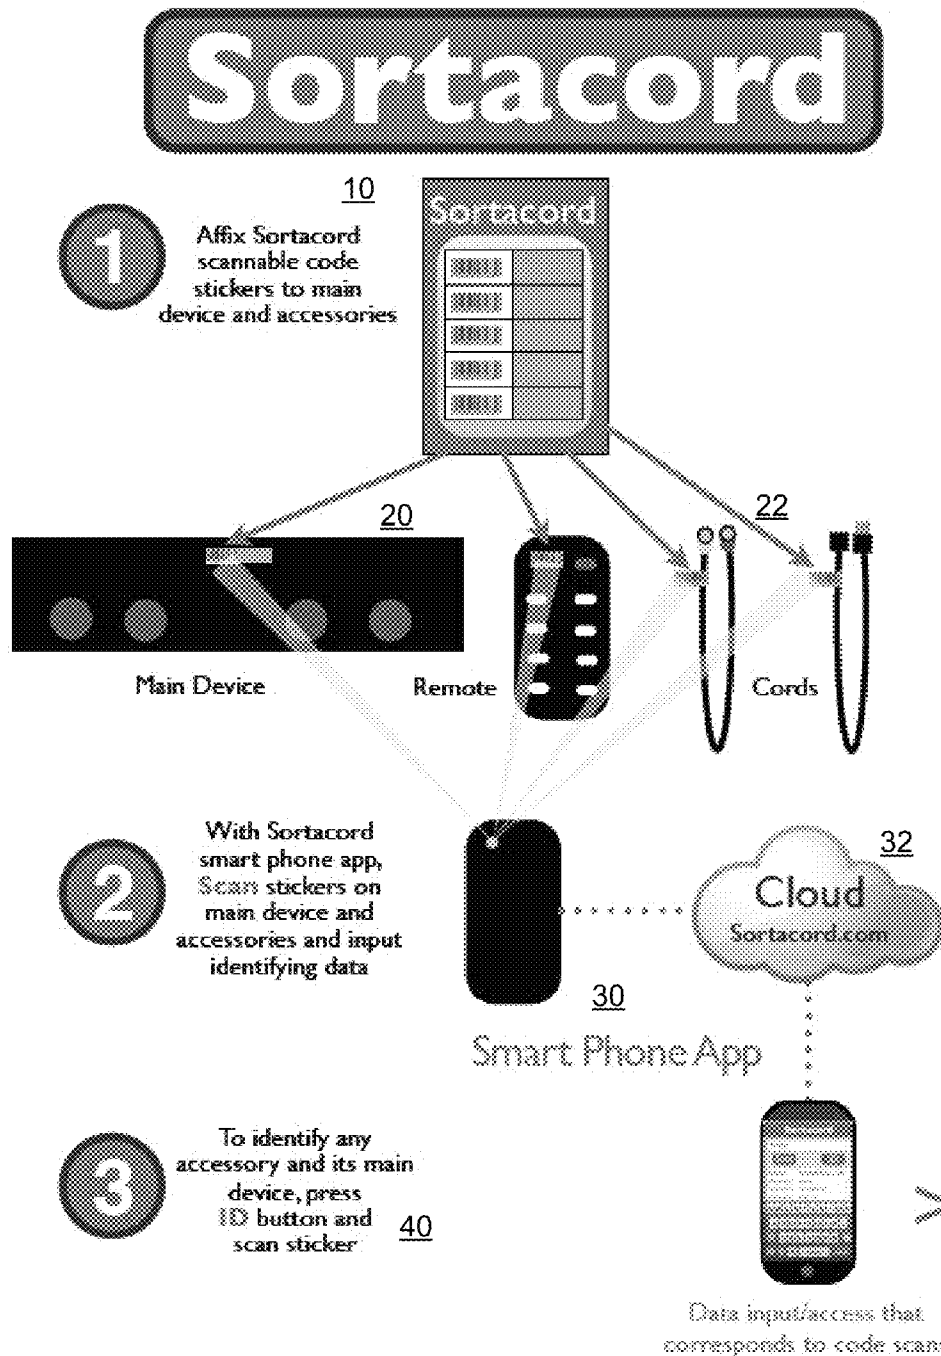 Sortacord
10
Sortacord
1
Affix Sortacord
scannable code
stickers to main
device and accessories
20
22
Main Device
Remote
Cords
2
With Sortacord
smart phone app,
Scan stickers on
main device and
accessories and input
identifying data
32
Cloud
Sortacord.com
30
Smart Phone App
3
To identify any
accessory and its main
device, press
ID button and
scan sticker
40
>
Data input/access that
corresponds to code scans